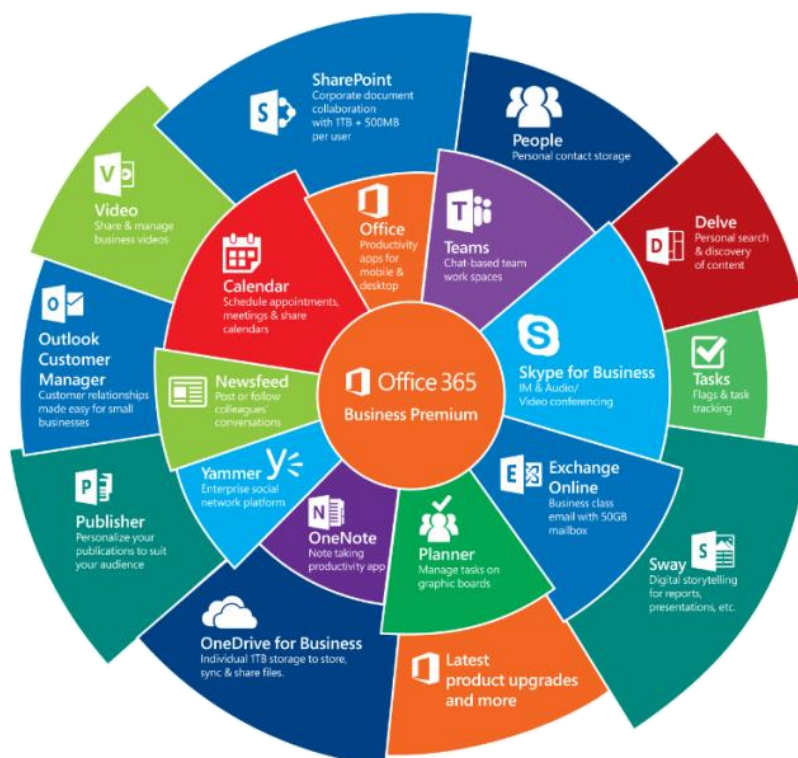 SharePoint
Corporate document
collaboration
with 1TB + 500MB
per user
People
Personal contact storage
Delve
Personal search
& discovery
of content
Tasks
Flags & task
tracking
Sway
Digital storytelling
for reports,
presentations, etc.
Latest
product upgrades
and more
OneDrive for Business
Individual 1TB storage to store,
sync & share files.
Publisher
Personalize your
publications to suit
your audience
Outlook
Customer
Manager
Customer relationships
made easy for small
businesses
Video
Share & manage
business videos
Office
Productivity
apps for
mobile &
desktop
Teams
Chat-based team
work spaces
Skype for Business
IM & Audio/
Video conferencing
Exchange
Online
Business class
email with 50GB
mailbox
Planner
Manage tasks on
graphic boards
OneNote
Note taking
productivity app
Yammer
Enterprise social
network platform
Newsfeed
Post or follow
colleagues'
conversations
Calendar
Schedule appointments,
meetings & share
calendars
Office 365
Business Premium